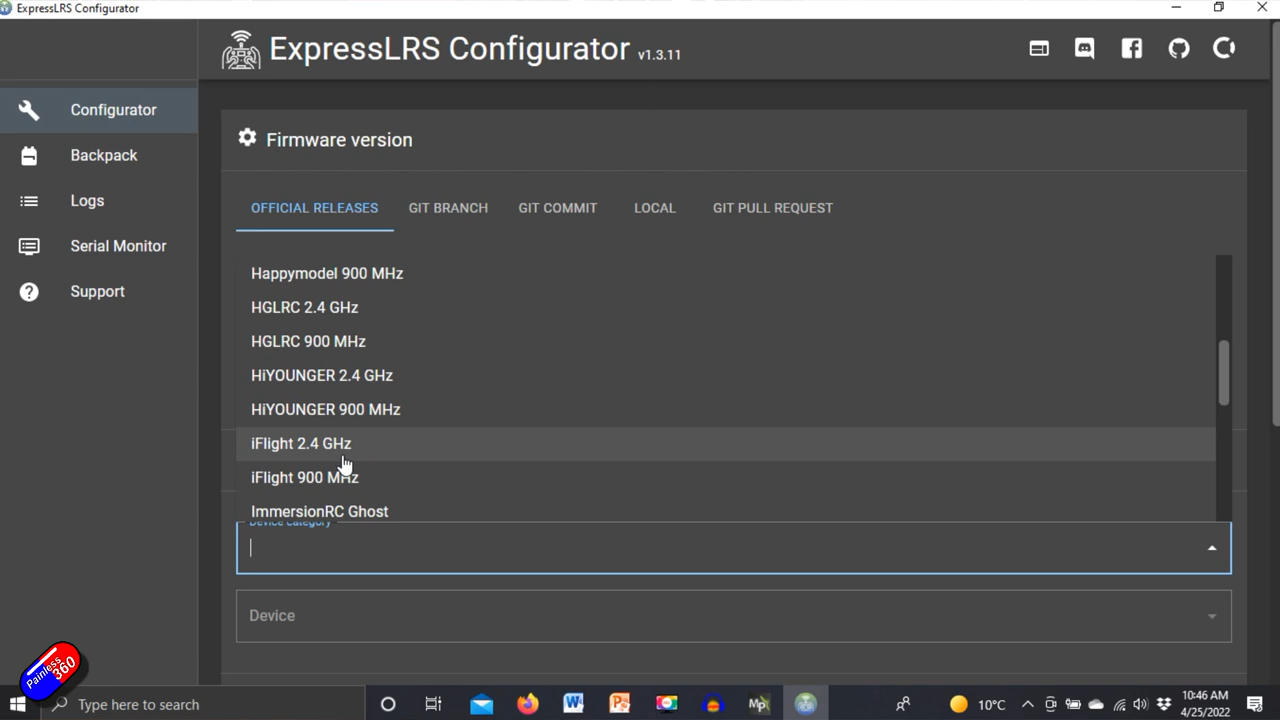 ExpressLRS Configurator
ExpressLRS Configurator v1.3.11
Configurator
Backpack
Logs
Serial Monitor
Support
Firmware version
OFFICIAL RELEASES GIT BRANCH GIT COMMIT LOCAL GIT PULL REQUEST
Happymodel 900 MHz
HGLRC 2.4 GHz
HGLRC 900 MHz
HiYOUNGER 2.4 GHz
HiYOUNGER 900 MHz
iFlight 2.4 GHz
iFlight 900 MHz
ImmersionRC Ghost
Device category
Device
Painless 360
Type here to search
10°C
10:46 AM
4/25/2022